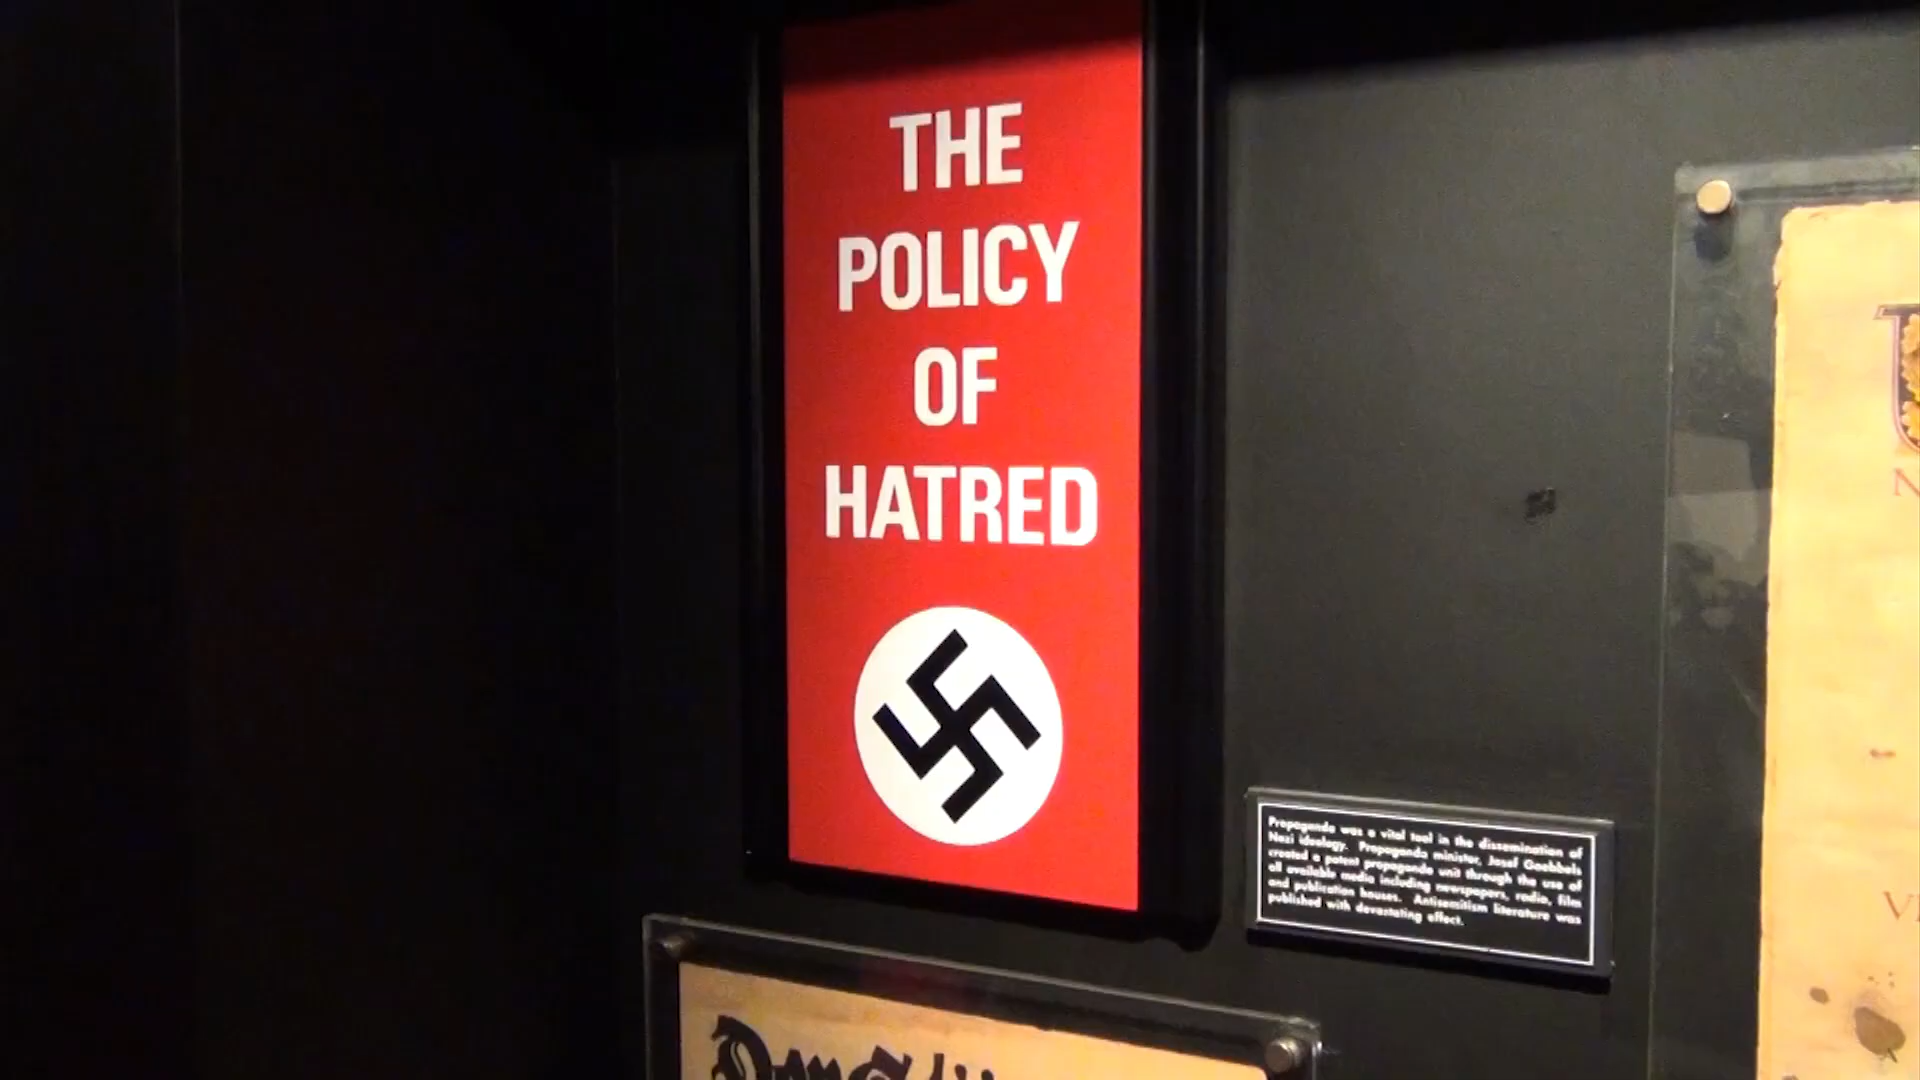 THE
POLICY
OF
HATRED
Propaganda was a vital tool in the dissemination of
Nazi ideology. Propaganda minister, Josef Goebbels
created a potent propaganda unit through the use of
all available media including newspapers, radio, film
and publication houses. Antisemitism literature was
published with devastating effect.